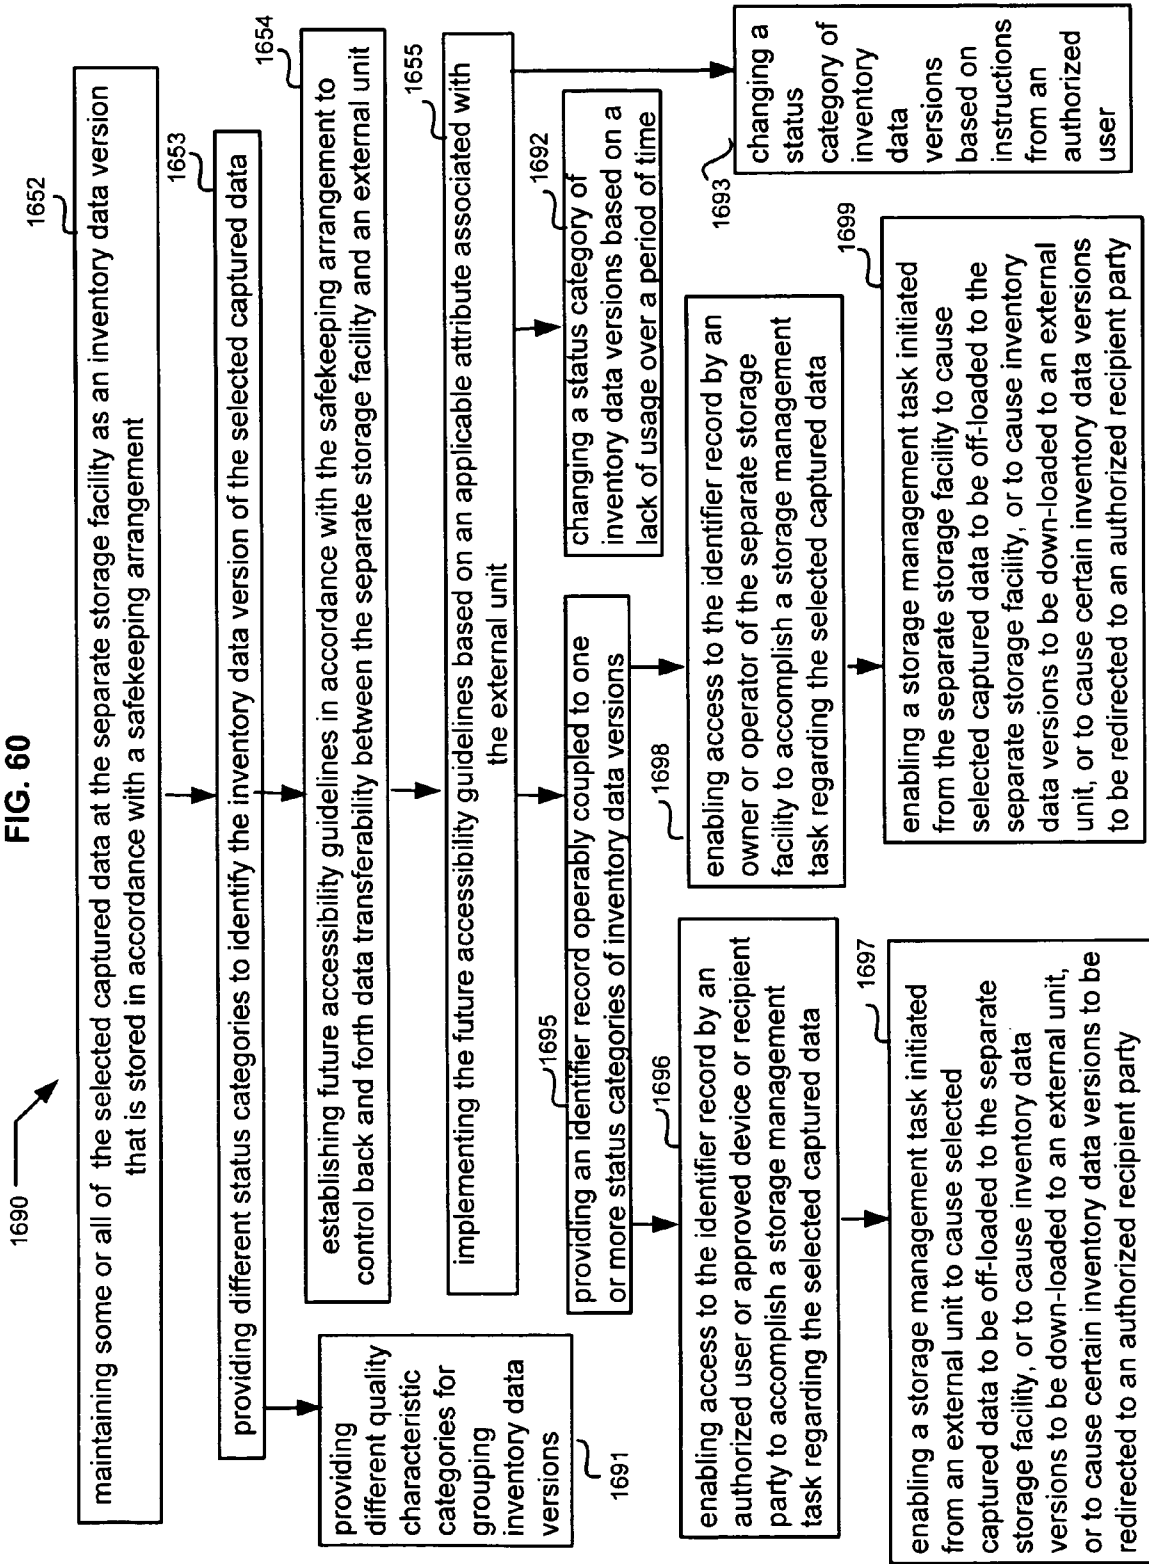 FIG. 60
1690
1652
maintaining some or all of the selected captured data at the separate storage facility as an inventory data version
that is stored in accordance with a safekeeping arrangement
1653
providing different status categories to identify the inventory data version of the selected captured data
1654
establishing future accessibility guidelines in accordance with the safekeeping arrangement to
control back and forth data transferability between the separate storage facility and an external unit
providing
different quality
characteristic
categories for
grouping
inventory data
versions
1691
1655
implementing the future accessibility guidelines based on an applicable attribute associated with
the external unit
1695
providing an identifier record operably coupled to one
or more status categories of inventory data versions
1692
changing a status category of
inventory data versions based on a
lack of usage over a period of time
1693
changing a
status
category of
inventory
data
versions
based on
instructions
from an
authorized
user
1696
enabling access to the identifier record by an
authorized user or approved device or recipient
party to accomplish a storage management
task regarding the selected captured data
1698
enabling access to the identifier record by an
owner or operator of the separate storage
facility to accomplish a storage management
task regarding the selected captured data
1697
enabling a storage management task initiated
from an external unit to cause selected
captured data to be off-loaded to the separate
storage facility, or to cause inventory data
versions to be down-loaded to an external unit,
or to cause certain inventory data versions to be
redirected to an authorized recipient party
1699
enabling a storage management task initiated
from the separate storage facility to cause
selected captured data to be off-loaded to the
separate storage facility, or to cause inventory
data versions to be down-loaded to an external
unit, or to cause certain inventory data versions
to be redirected to an authorized recipient party